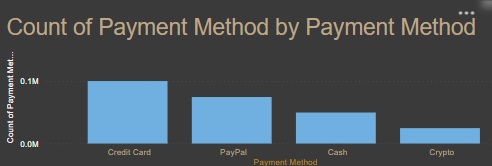 Count of Payment Method by Payment Method
Count of Payment Met...
0.1M
0.0M
Credit Card
PayPal
Cash
Crypto
Payment Method